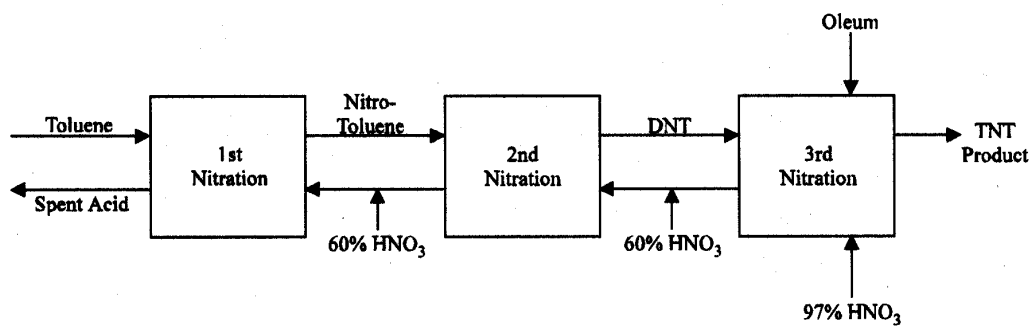 Oleum
Toluene
Nitro-
Toluene
DNT
TNT
Product
1st
Nitration
2nd
Nitration
3rd
Nitration
Spent Acid
60% HNO3
60% HNO3
97% HNO3